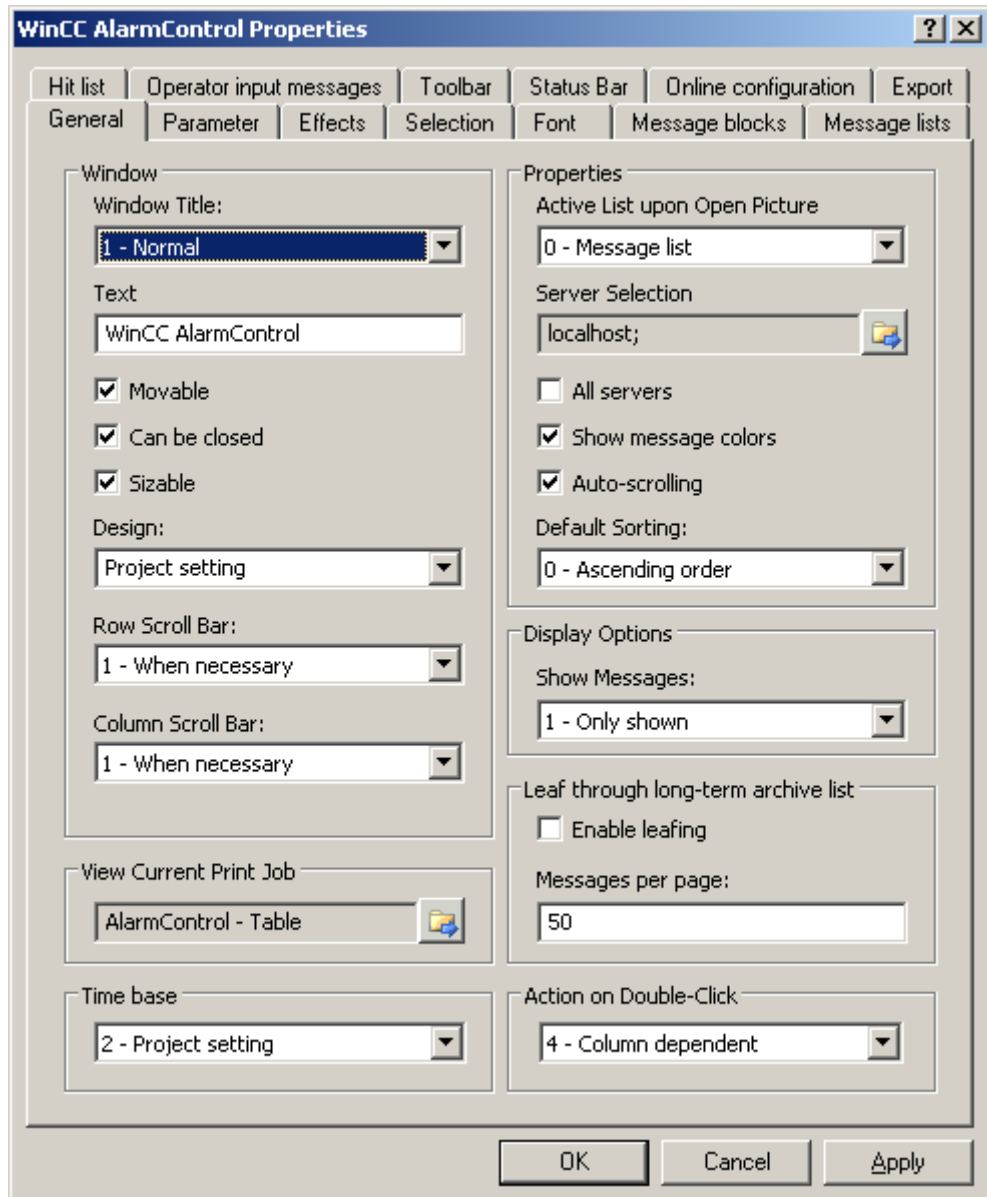 WinCC AlarmControl Properties
Hit list Operator input messages Toolbar Status Bar Online configuration Export
General Parameter Effects Selection Font Message blocks Message lists
Window
Window Title:
1 - Normal
Text
WinCC AlarmControl
Movable
Can be closed
Sizable
Design:
Project setting
Row Scroll Bar:
1 - When necessary
Column Scroll Bar:
1 - When necessary
View Current Print Job
AlarmControl - Table
Time base
2 - Project setting
Properties
Active List upon Open Picture
0 - Message list
Server Selection
localhost;
All servers
Show message colors
Auto-scrolling
Default Sorting:
0 - Ascending order
Display Options
Show Messages:
1 - Only shown
Leaf through long-term archive list
Enable leafing
Messages per page:
50
Action on Double-Click
4 - Column dependent
OK Cancel Apply